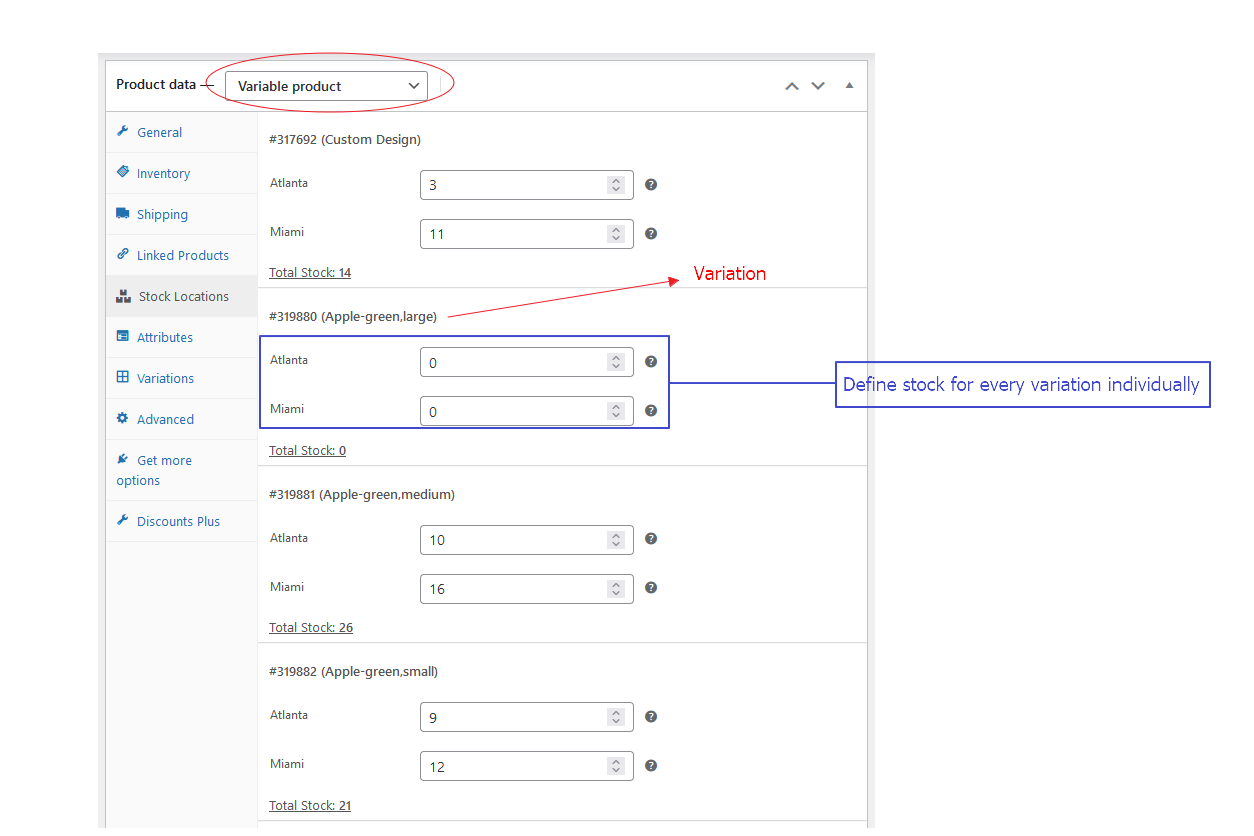 Product data — Variable product
General
Inventory
Shipping
Linked Products
Stock Locations
Attributes
Variations
Advanced
Get more
options
Discounts Plus
#317692 (Custom Design)
Atlanta 3
Miami 11
Total Stock: 14
Variation
#319880 (Apple-green,large)
Atlanta 0
Miami 0
Define stock for every variation individually
Total Stock: 0
#319881 (Apple-green,medium)
Atlanta 10
Miami 16
Total Stock: 26
#319882 (Apple-green,small)
Atlanta 9
Miami 12
Total Stock: 21